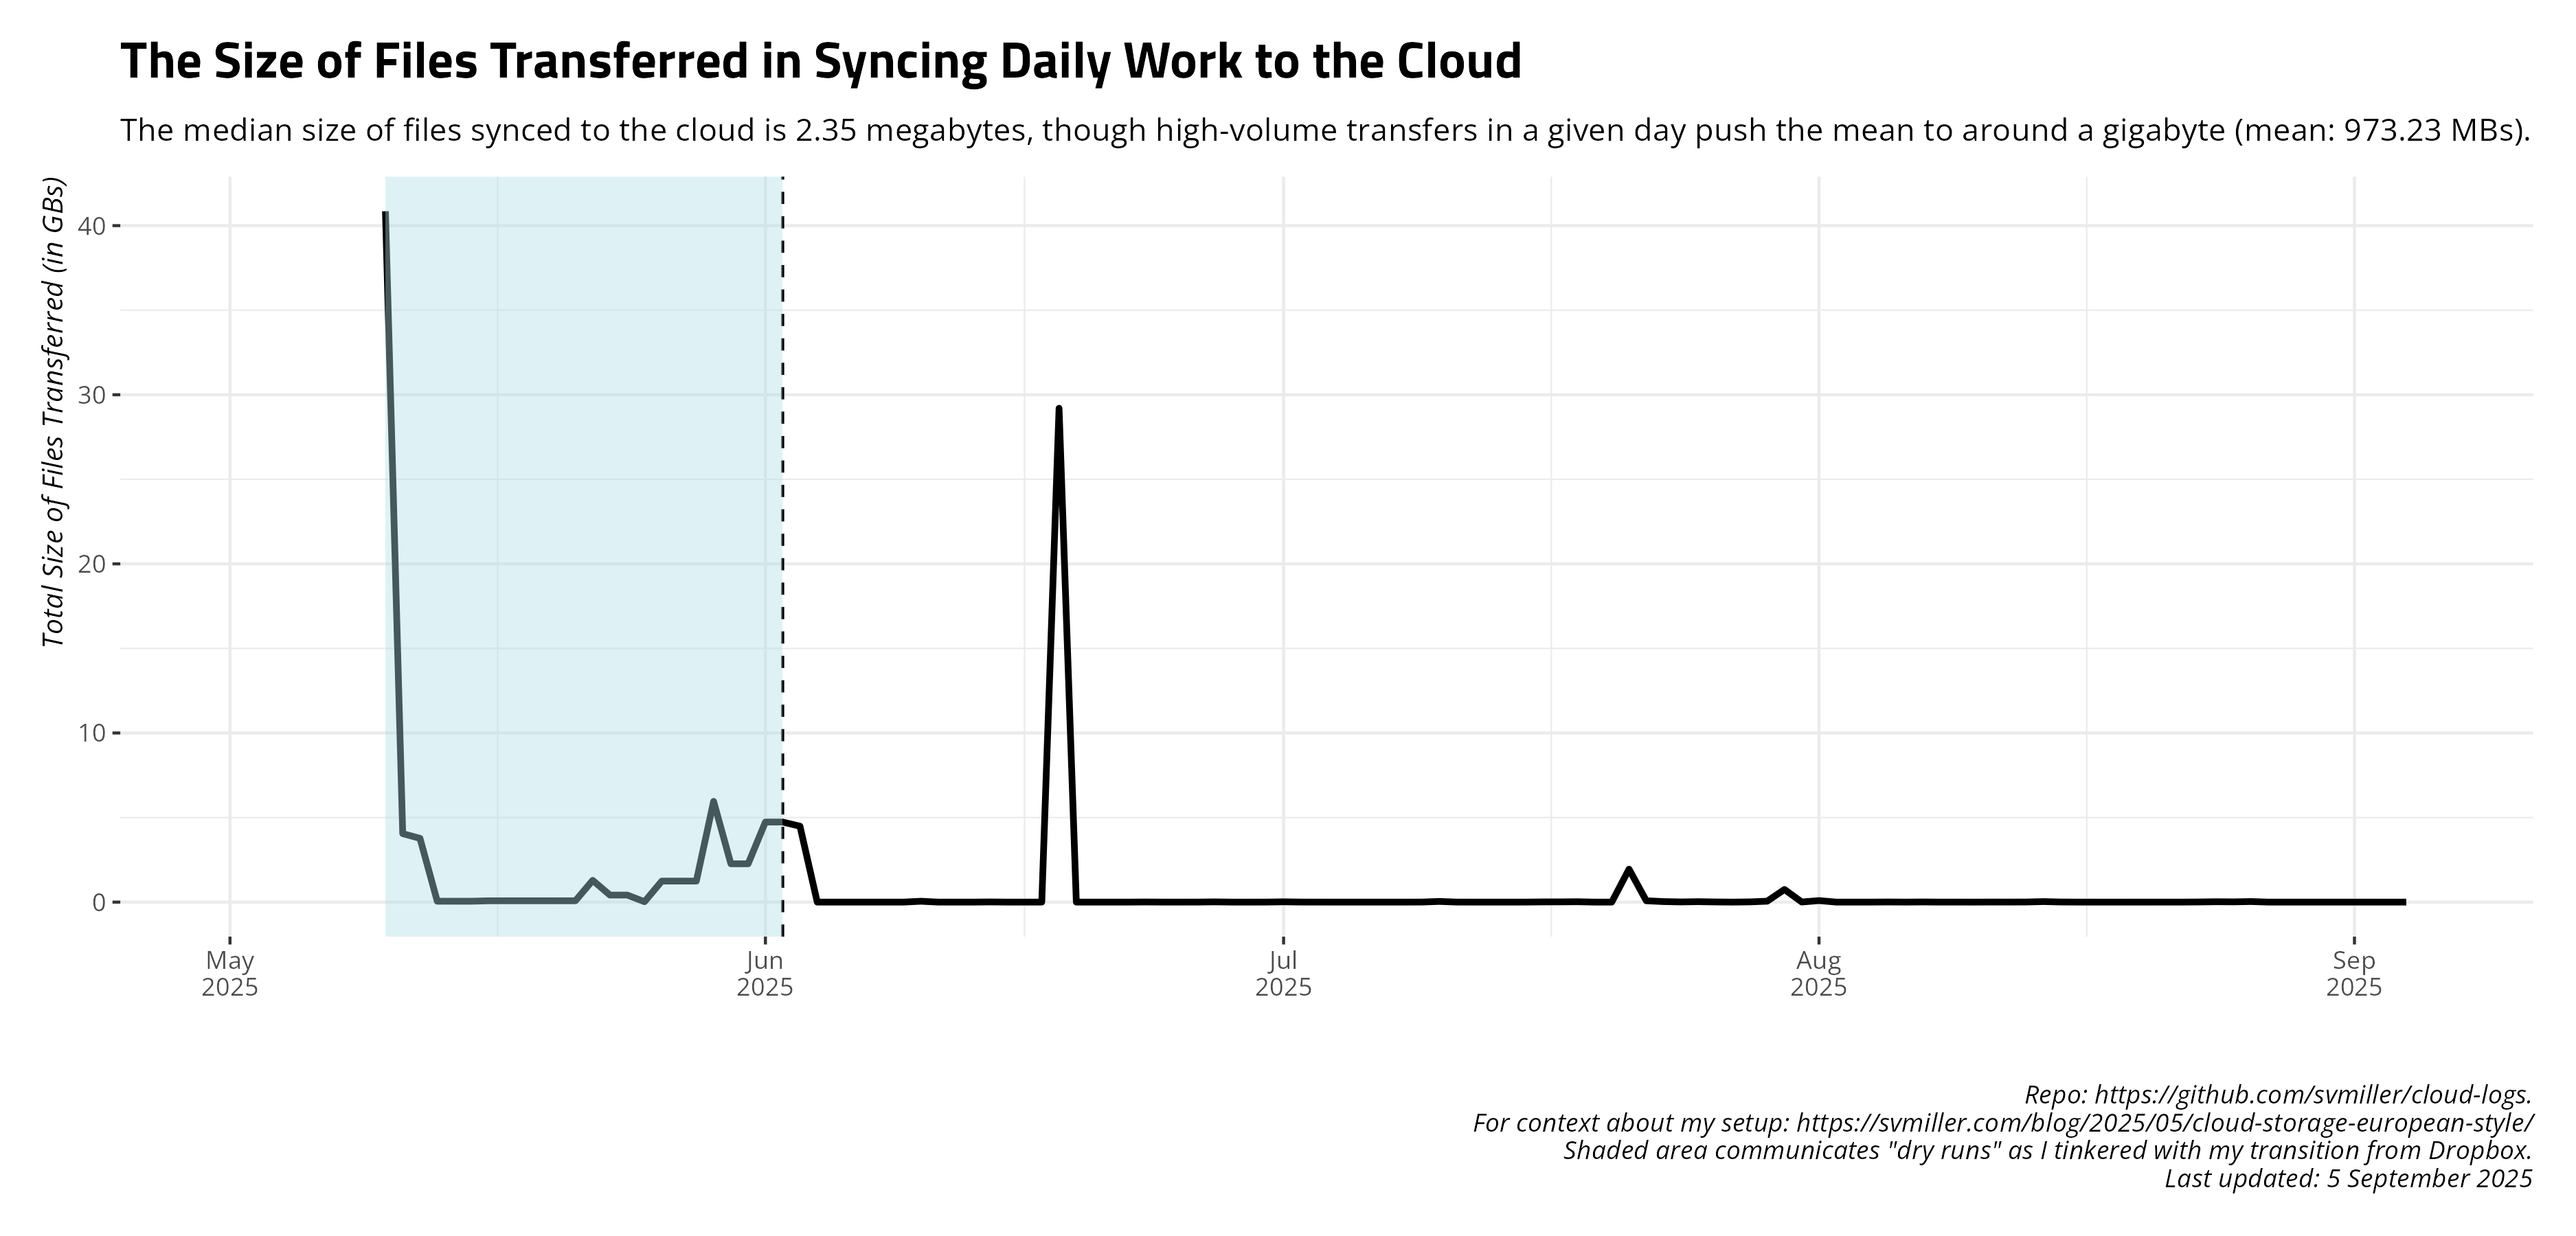 The Size of Files Transferred in Syncing Daily Work to the Cloud
The median size of files synced to the cloud is 2.35 megabytes, though high-volume transfers in a given day push the mean to around a gigabyte (mean: 973.23 MBs).
Total Size of Files Transferred (in GBs)
40
30
20
10
0
May
2025
Jun
2025
Jul
2025
Aug
2025
Sep
2025
Repo: https://github.com/svmiller/cloud-logs.
For context about my setup: https://svmiller.com/blog/2025/05/cloud-storage-european-style/
Shaded area communicates "dry runs" as I tinkered with my transition from Dropbox.
Last updated: 5 September 2025